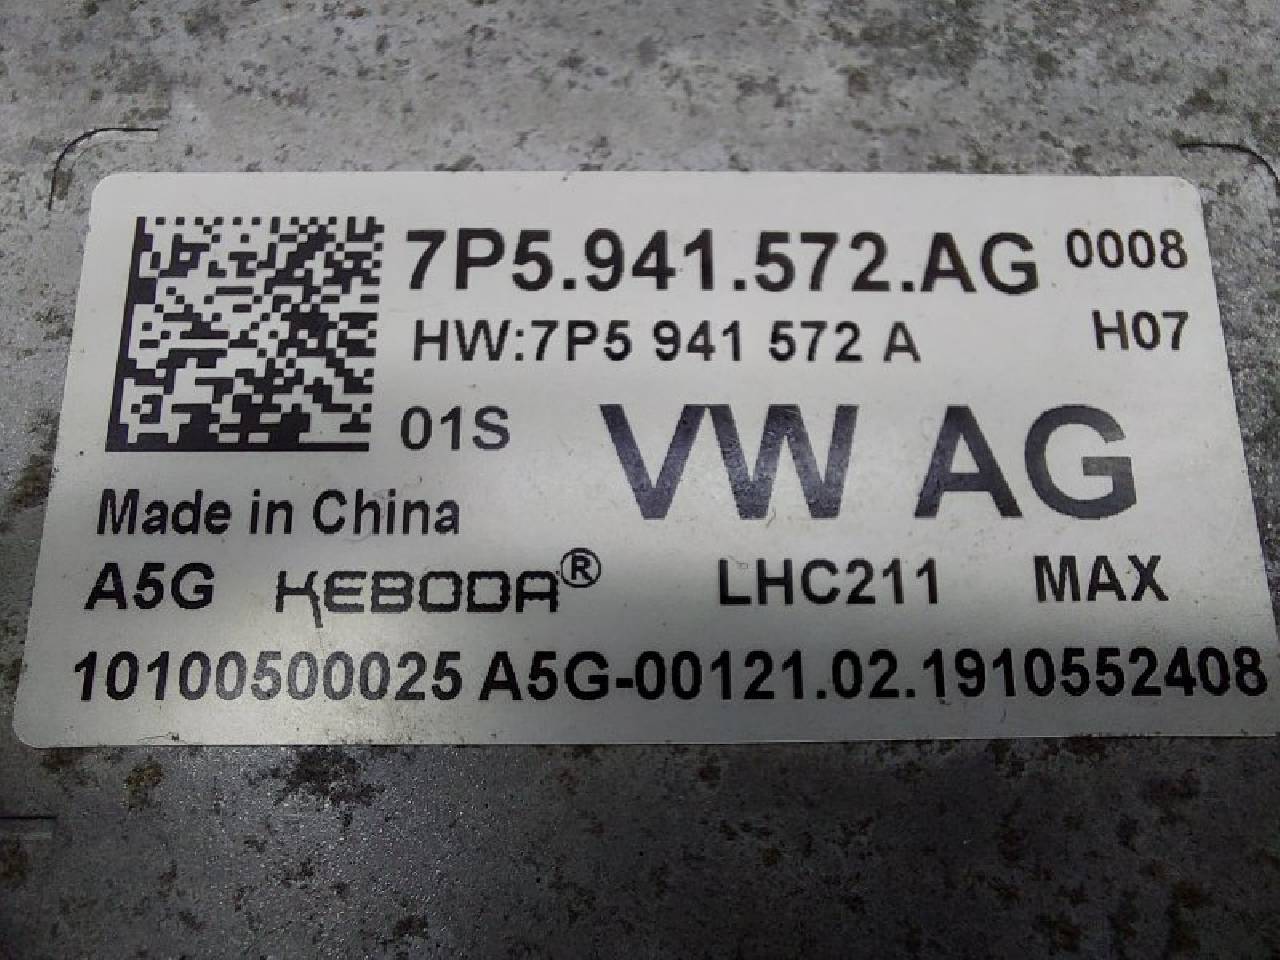 7P5.941.572.AG 0008
HW:7P5 941 572 A H07
01S VW AG
Made in China
A5G KEBODA® LHC211 MAX
10100500025 A5G-00121.02.1910552408